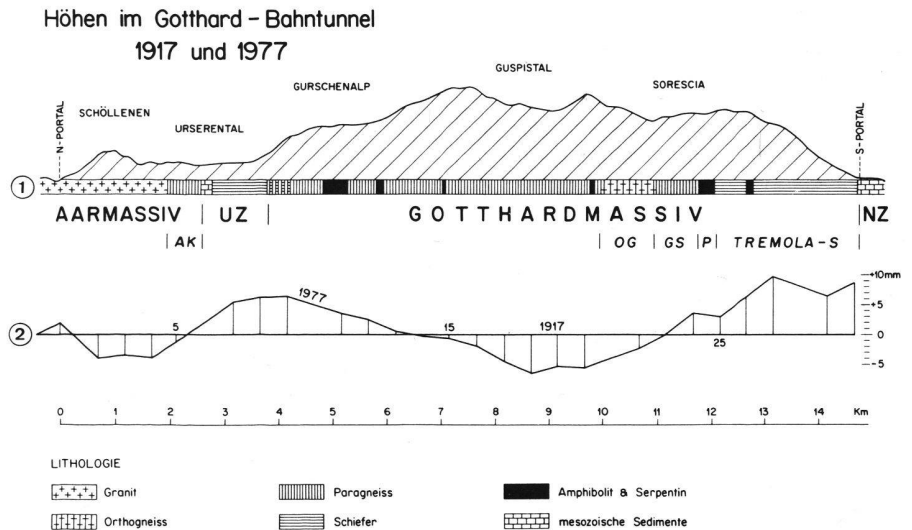 Höhen im Gotthard-Bahntunnel
1917 und 1977
N-PORTAL
SCHÖLLENEN
URSERENTAL
GURSCHENALP
GUSPISTAL
SORESCIA
S-PORTAL
1
AARMASSIV
UZ
GOTTHARDMASSIV
NZ
AK
OG
GS
P
TREMOLA-S
2
5
1977
15
1917
25
+10mm
+5
0
-5
0 1 2 3 4 5 6 7 8 9 10 11 12 13 14 Km
LITHOLOGIE
Granit
Paragneiss
Amphibolit & Serpentin
Orthogneiss
Schiefer
mesozoische Sedimente